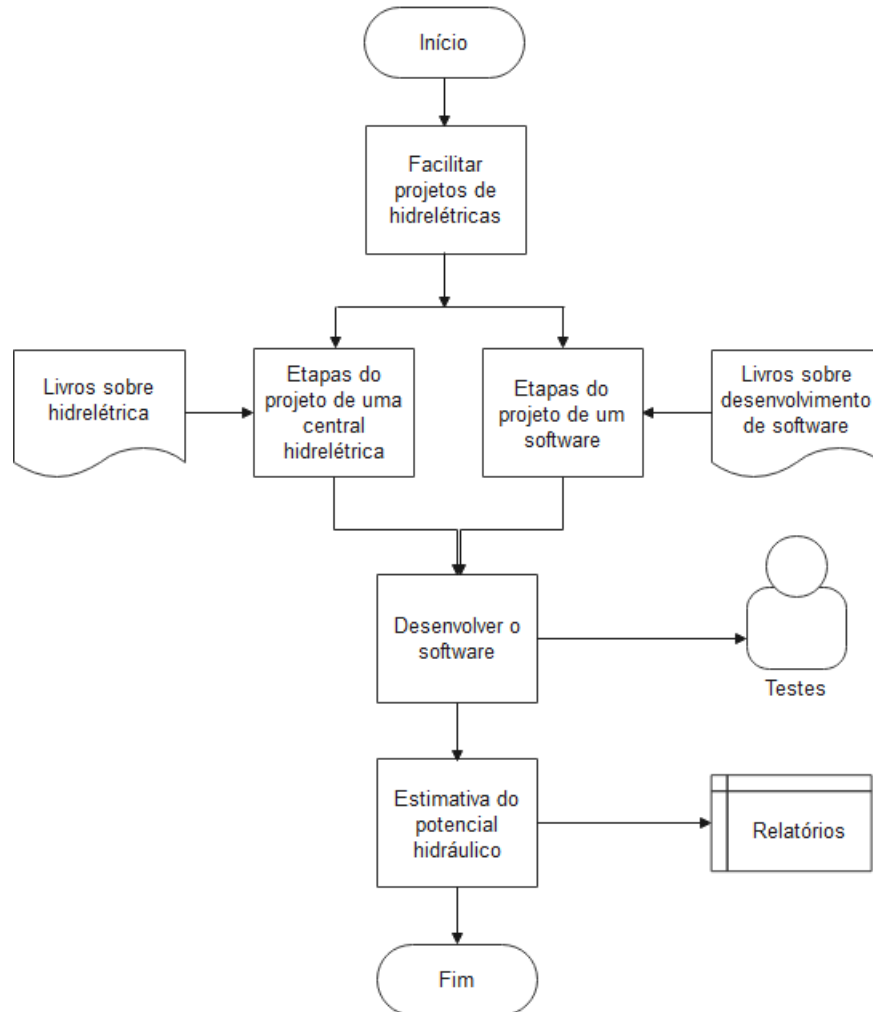 Início
Facilitar
projetos de
hidrelétricas
Livros sobre
hidrelétrica
Etapas do
projeto de uma
central
hidrelétrica
Etapas do
projeto de um
software
Livros sobre
desenvolvimento
de software
Desenvolver o
software
Testes
Estimativa do
potencial
hidráulico
Relatórios
Fim